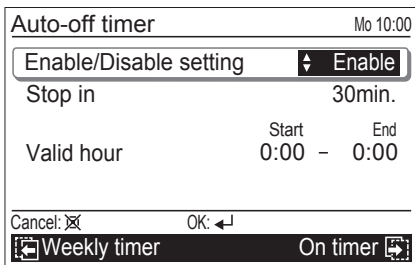 Auto-off timer Mo 10:00
Enable/Disable setting Enable
Stop in 30min.
Start End
Valid hour 0:00 – 0:00
Cancel: OK:
Weekly timer On timer